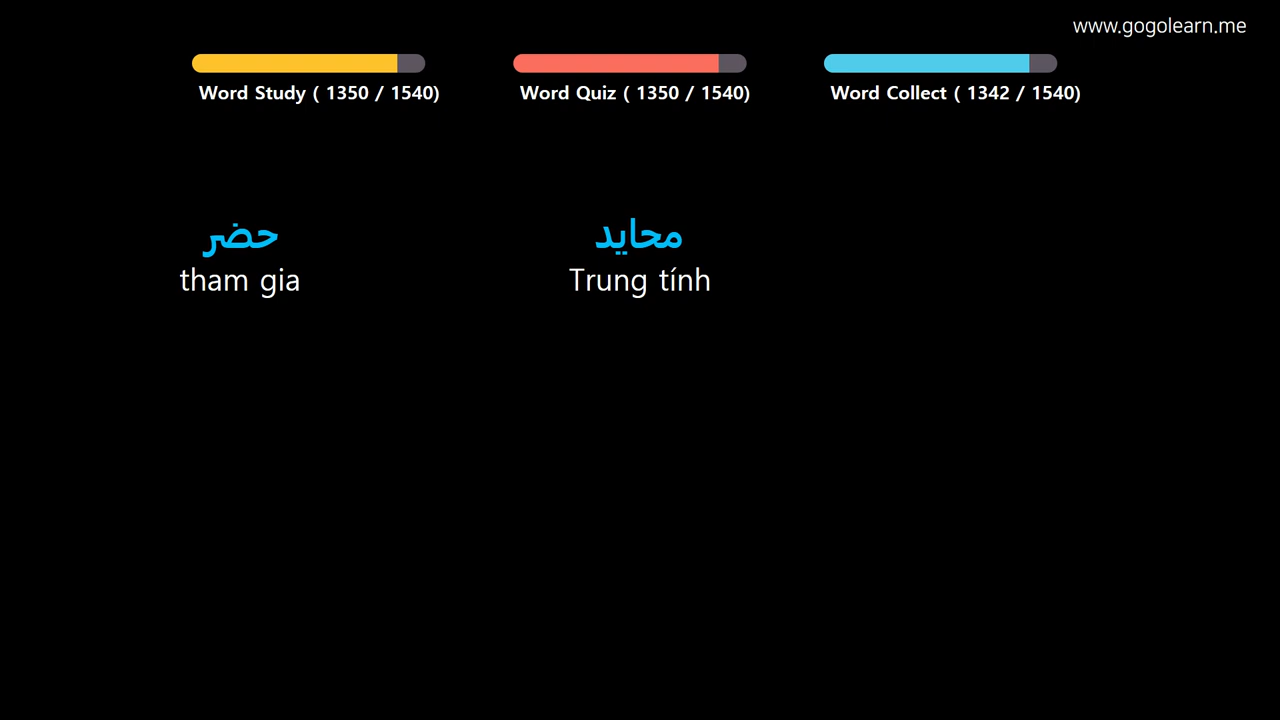 www.gogolearn.me
Word Study ( 1350 / 1540)
Word Quiz ( 1350 / 1540)
Word Collect ( 1342 / 1540)
حضر
tham gia
محايد
Trung tính